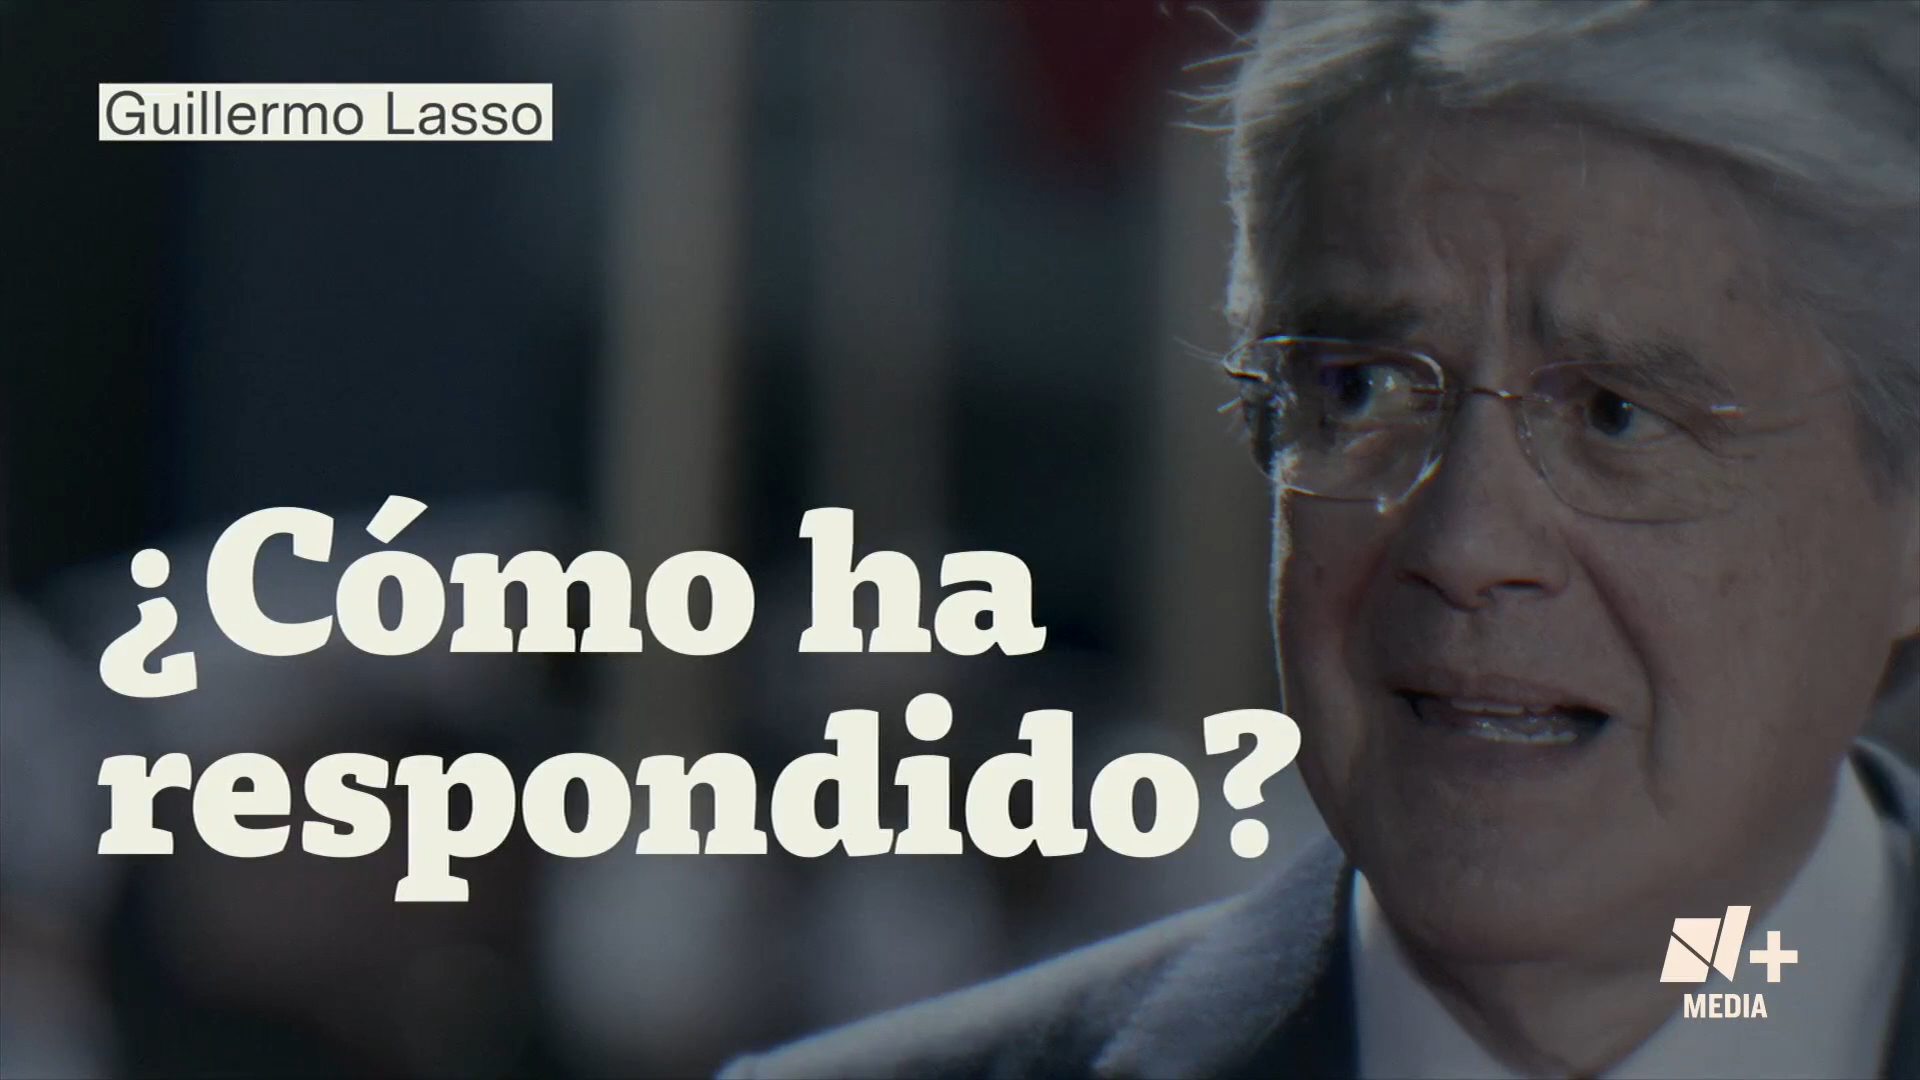 Guillermo Lasso
¿Cómo ha
respondido?
N+
MEDIA